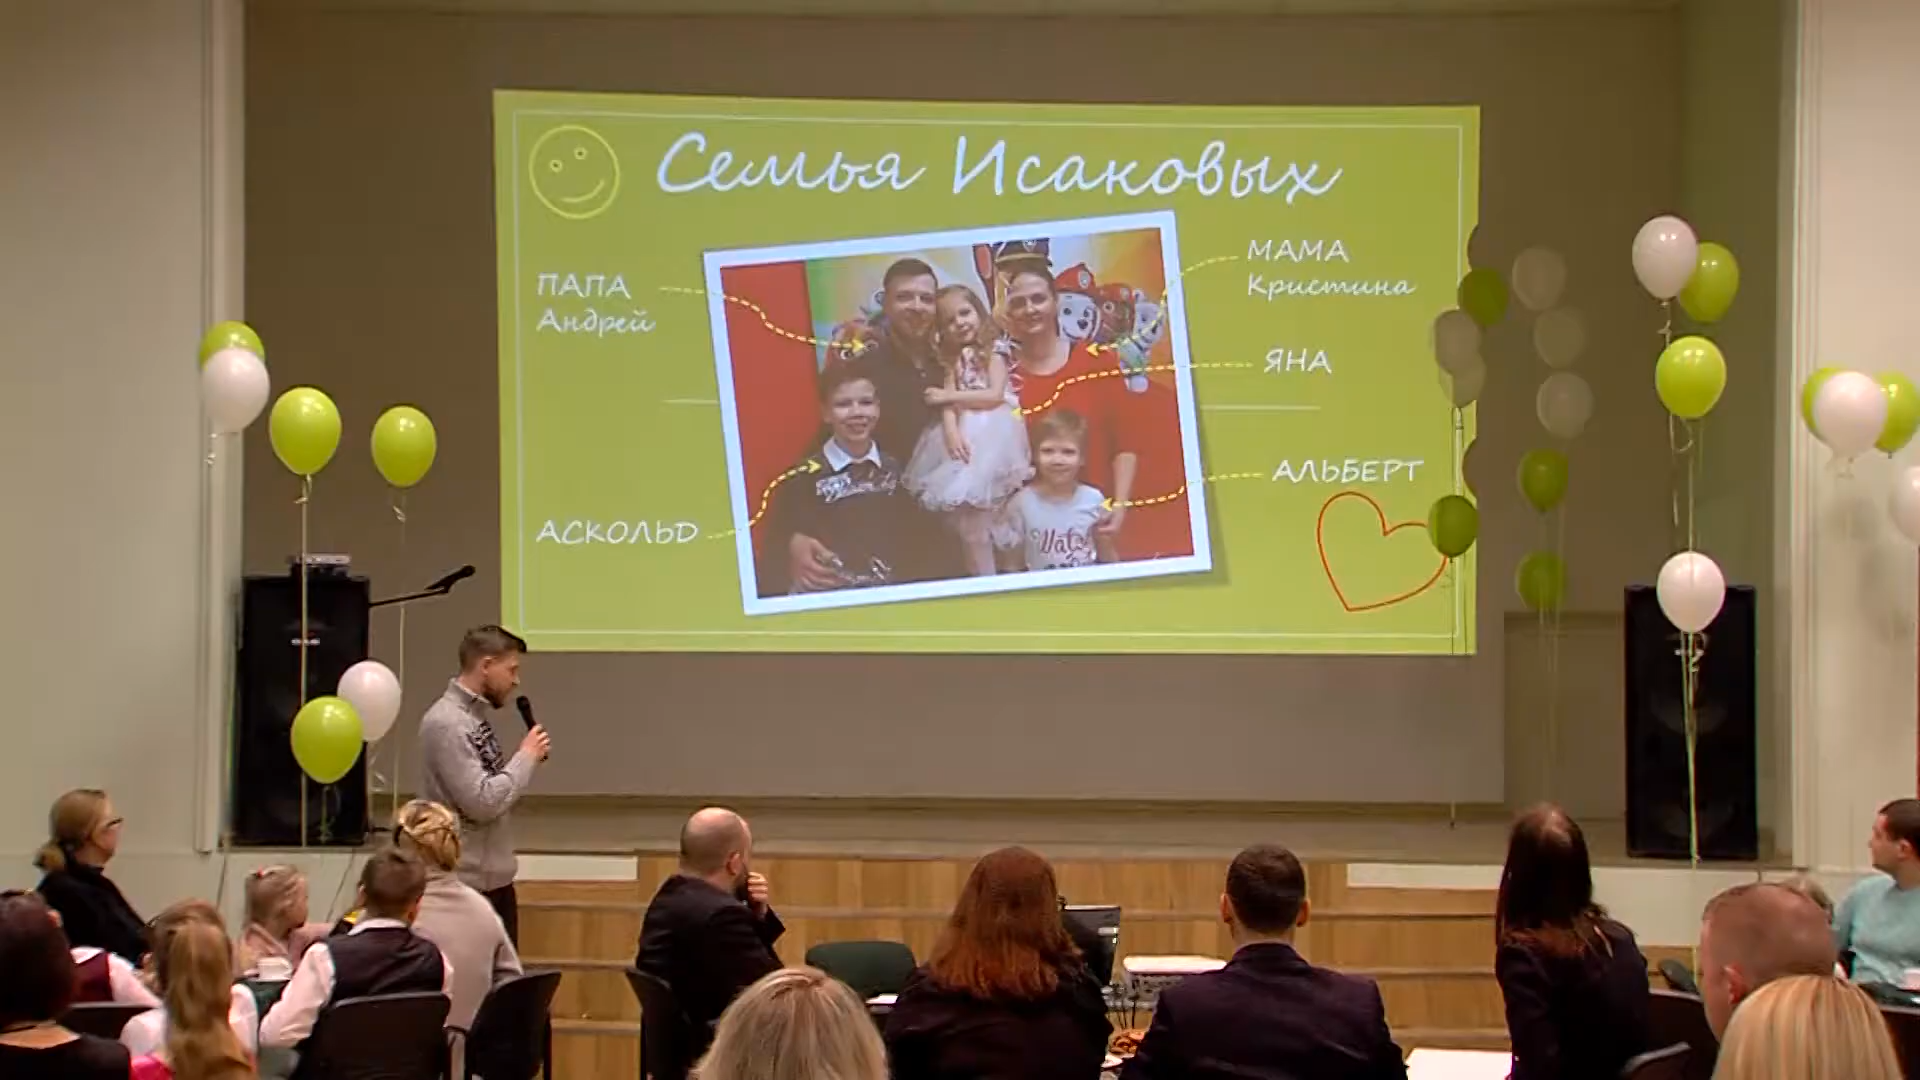 Семья Исаковых
ПАПА
Андрей
МАМА
Кристина
ЯНА
АЛЬБЕРТ
АСКОЛЬД